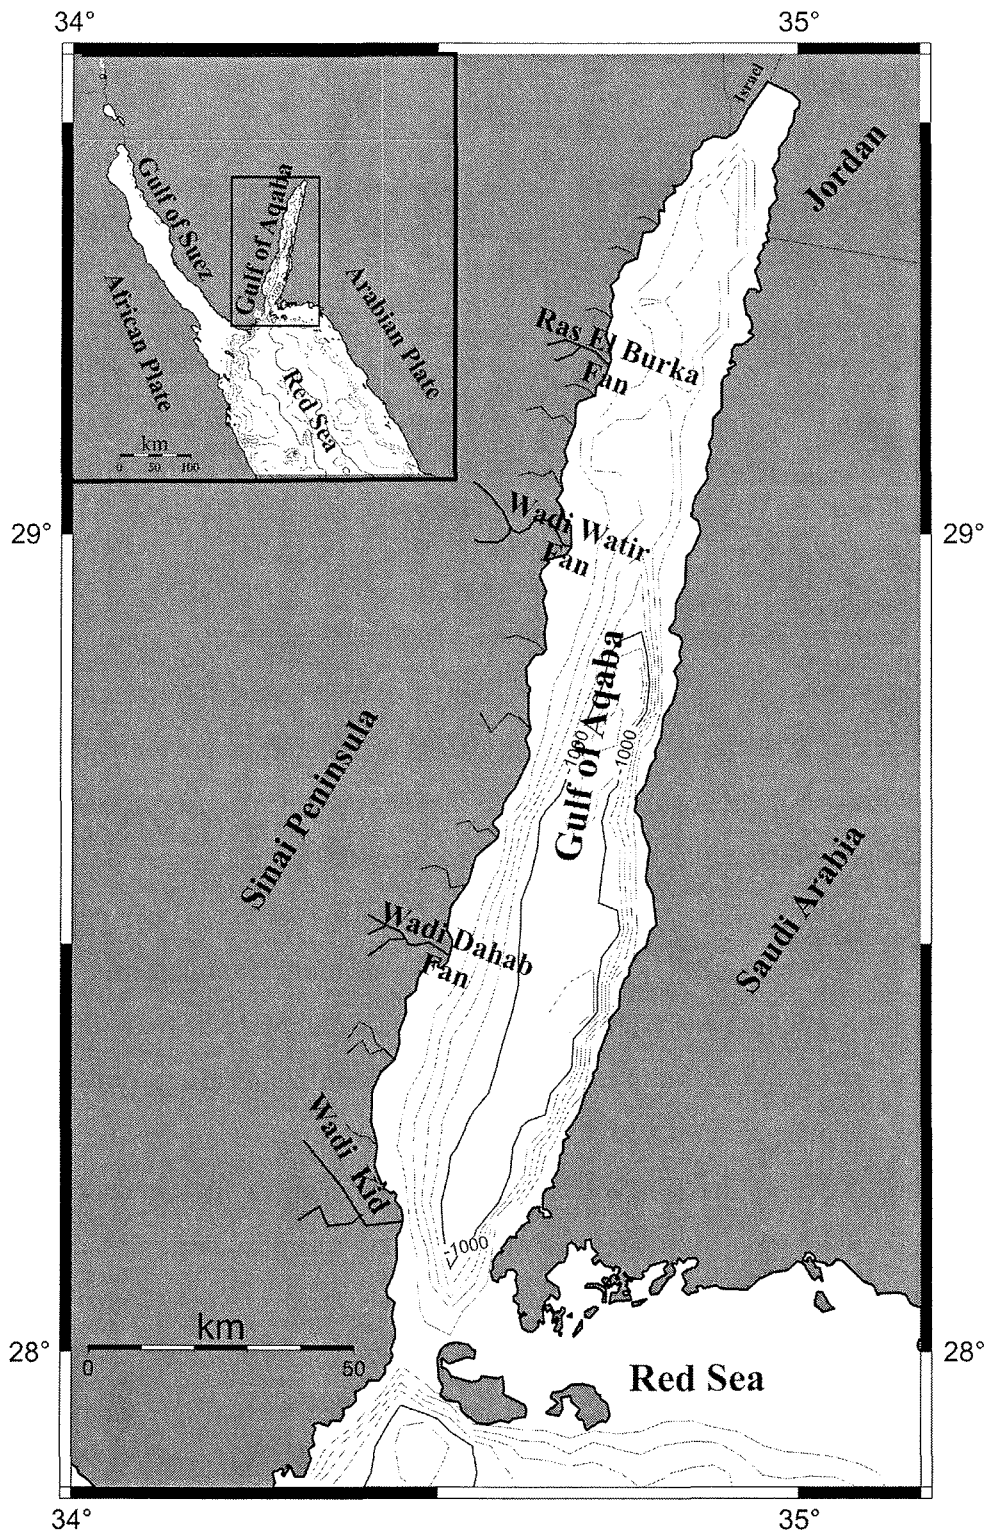 34°
35°
Israel
Jordan
Gulf of Suez
Gulf of Aqaba
African Plate
Arabian Plate
Red Sea
km
0 50 100
Ras El Burka
Fan
Wadi Watir
Fan
29°
29°
Gulf of Aqaba
-1000
-1000
Sinai Peninsula
Saudi Arabia
Wadi Dahab
Fan
Wadi Kid
-1000
km
0 50
28°
28°
Red Sea
34°
35°